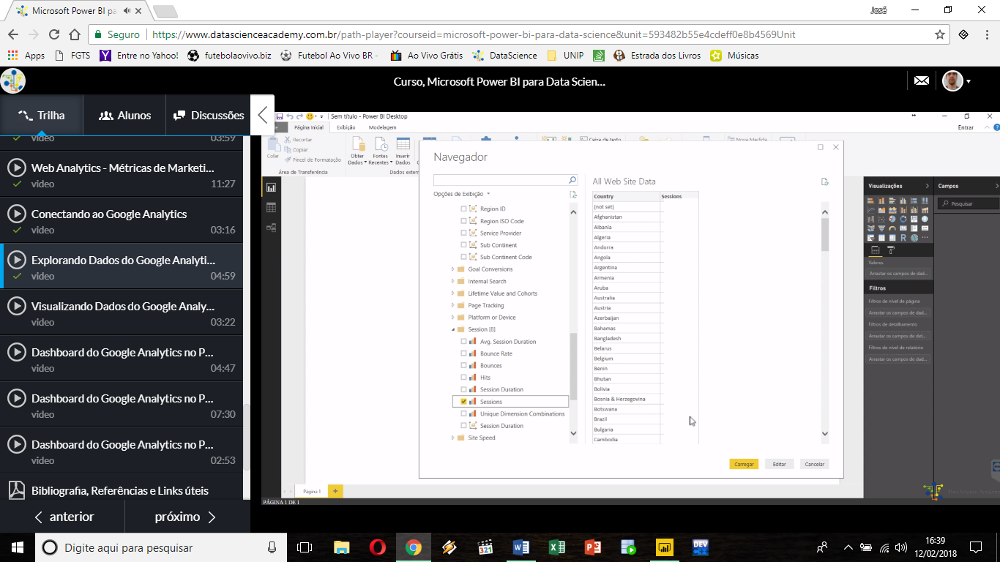 Microsoft Power BI pa
José
Seguro
https://www.datascienceacademy.com.br/path-player?courseid=microsoft-power-bi-para-data-science&unit=593482b55e4cdeff0e8b4569Unit
Apps
FGTS
Entre no Yahoo!
futebolaovivo.biz
Futebol Ao Vivo BR -
Ao Vivo Grátis
DataScience
UNIP
Estrada dos Livros
Músicas
Curso, Microsoft Power BI para Data Scien...
Trilha
Alunos
Discussões
video
03:59
Web Analytics - Métricas de Marketi...
video
11:27
Conectando ao Google Analytics
video
03:16
Explorando Dados do Google Analyti...
video
04:59
Visualizando Dados do Google Analy...
video
03:22
Dashboard do Google Analytics no P...
video
04:47
Dashboard do Google Analytics no P...
video
07:30
Dashboard do Google Analytics no P...
video
02:53
Bibliografia, Referências e Links úteis
anterior
próximo
Sem título - Power BI Desktop
Página Inicial
Exibição
Modelagem
Entrar
Colar
Recortar
Copiar
Pincel de Formatação
Área de Transferência
Obter
Dados
Fontes
Recentes
Inserir
Dados
Dados exter
Caixa de texto
Nova Medida
Navegador
Opções de Exibição
Region ID
Region ISO Code
Service Provider
Sub Continent
Sub Continent Code
Goal Conversions
Internal Search
Lifetime Value and Cohorts
Page Tracking
Platform or Device
Session [8]
Avg. Session Duration
Bounce Rate
Bounces
Hits
Session Duration
Sessions
Unique Dimension Combinations
Session Duration
Site Speed
All Web Site Data
Country
Sessions
(not set)
Afghanistan
Albania
Algeria
Andorra
Angola
Argentina
Armenia
Aruba
Australia
Austria
Azerbaijan
Bahamas
Bangladesh
Belarus
Belgium
Benin
Bhutan
Bolivia
Bosnia & Herzegovina
Botswana
Brazil
Bulgaria
Cambodia
Carregar
Editar
Cancelar
Visualizações
Campos
Pesquisar
Valores
Arrastar os campos de dad...
Filtros
Filtros de nível de página
Arrastar os campos de dad...
Filtros de detalhamento
Arrastar os campos de det...
Filtros de nível de relatório
Arrastar os campos de dad...
Página 1
PÁGINA 1 DE 1
Digite aqui para pesquisar
16:39
12/02/2018